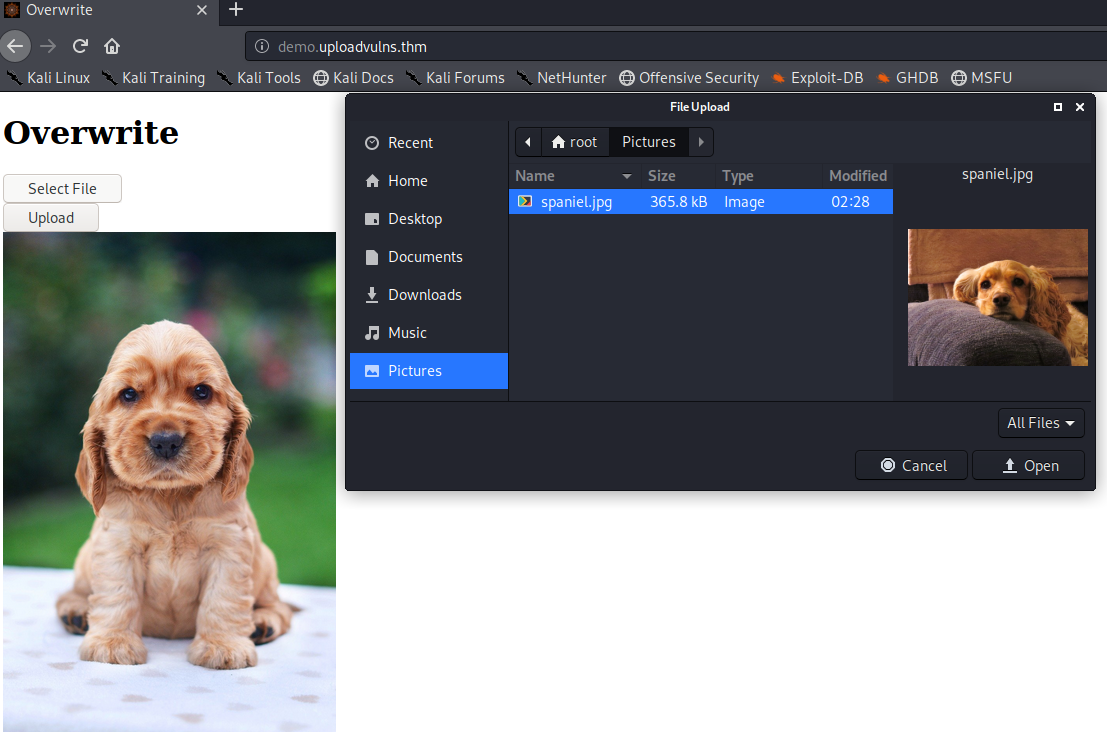 Overwrite
demo.uploadvulns.thm
Kali Linux Kali Training Kali Tools Kali Docs Kali Forums NetHunter Offensive Security Exploit-DB GHDB MSFU
Overwrite
Select File
Upload
File Upload
Recent
Home
Desktop
Documents
Downloads
Music
Pictures
root Pictures
Name Size Type Modified
spaniel.jpg 365.8 kB Image 02:28
spaniel.jpg
All Files
Cancel Open